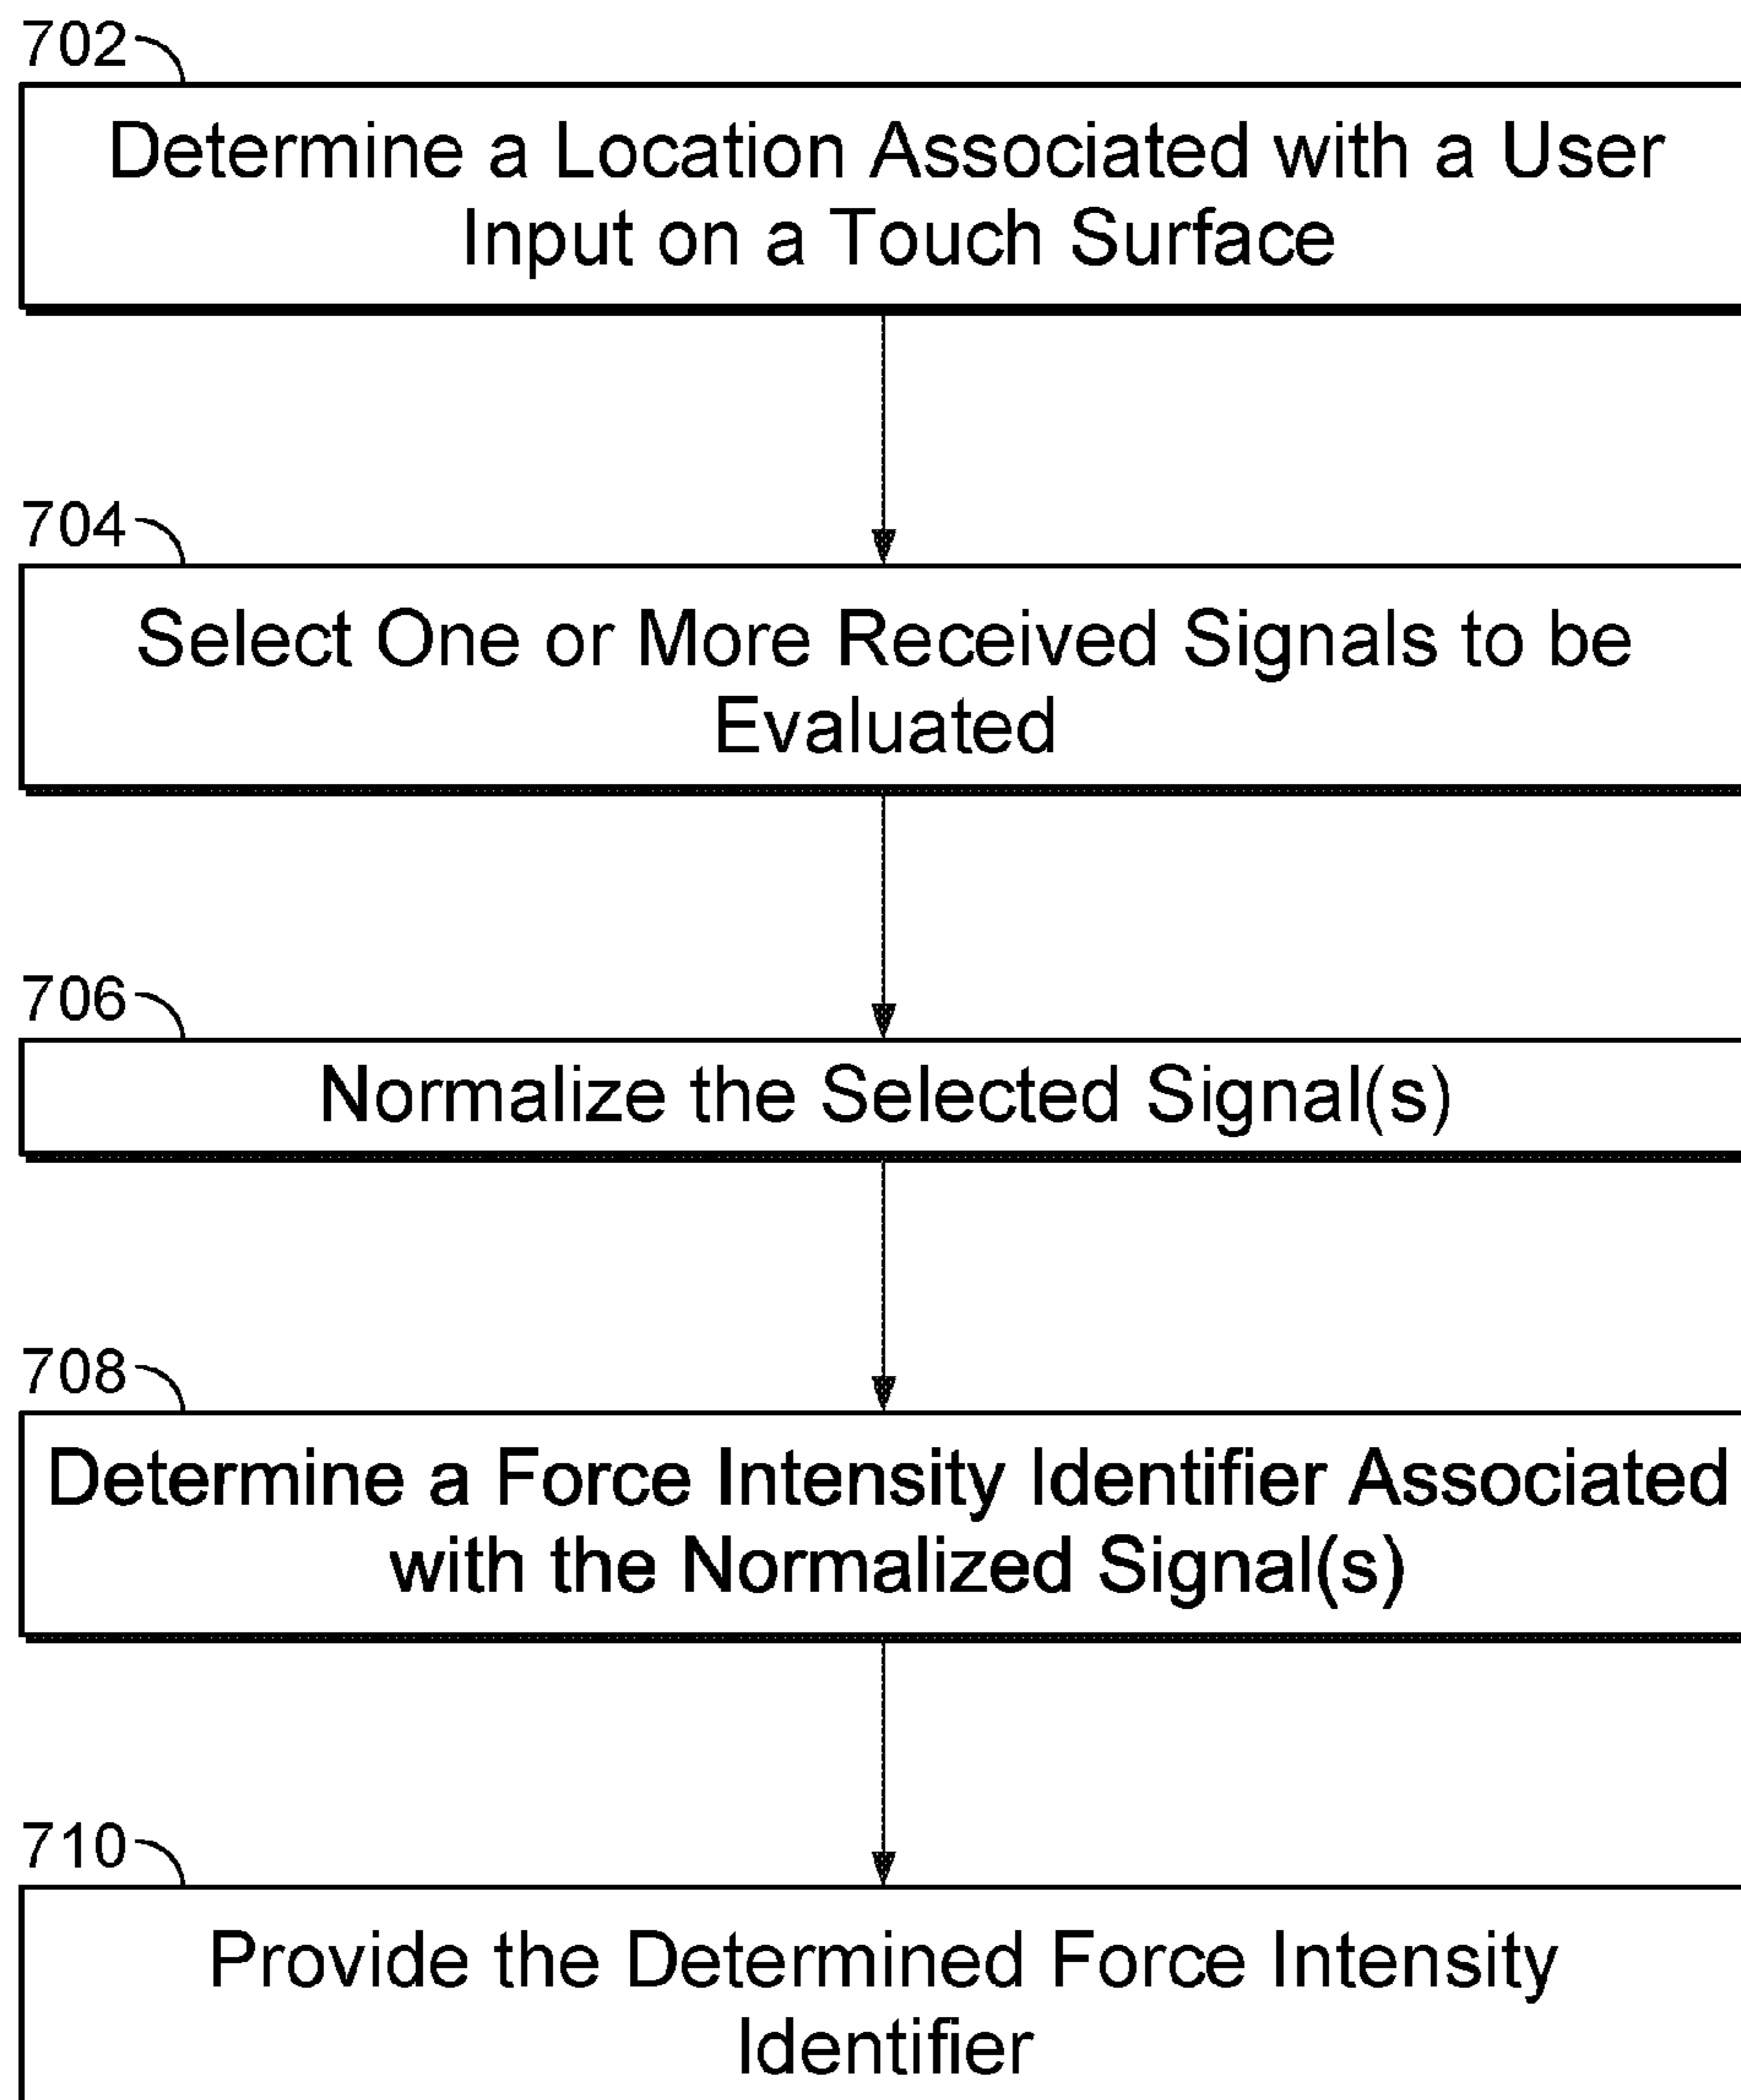 702
Determine a Location Associated with a User
Input on a Touch Surface
704
Select One or More Received Signals to be
Evaluated
706
Normalize the Selected Signal(s)
708
Determine a Force Intensity Identifier Associated
with the Normalized Signal(s)
710
Provide the Determined Force Intensity
Identifier